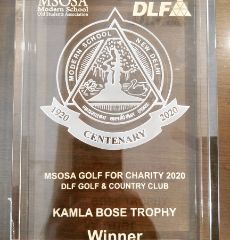 MSOSA DLF
Modern School
Old Students Association
MODERN SCHOOL NEW DELHI
1920 2020
CENTENARY
MSOSA GOLF FOR CHARITY 2020
DLF GOLF & COUNTRY CLUB
KAMLA BOSE TROPHY
Winner